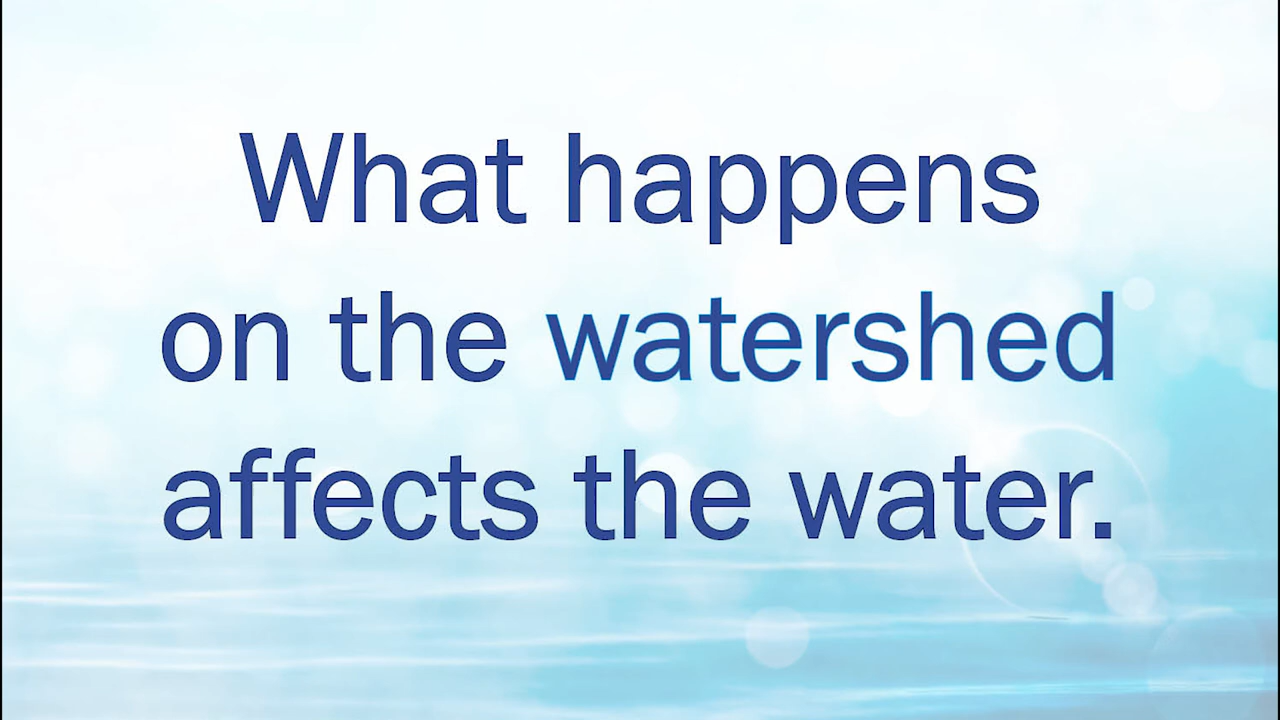 What happens
on the watershed
affects the water.